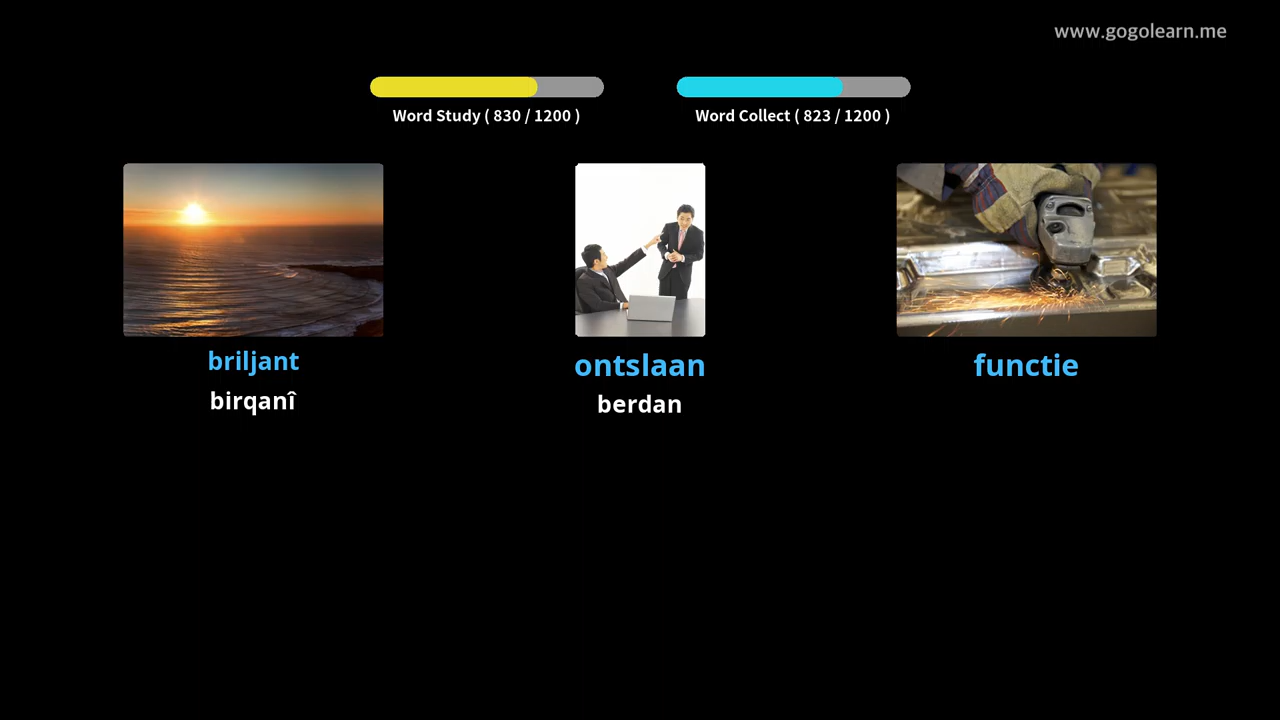 www.gogolearn.me
Word Study ( 830 / 1200 )
Word Collect ( 823 / 1200 )
briljant
birqanî
ontslaan
berdan
functie